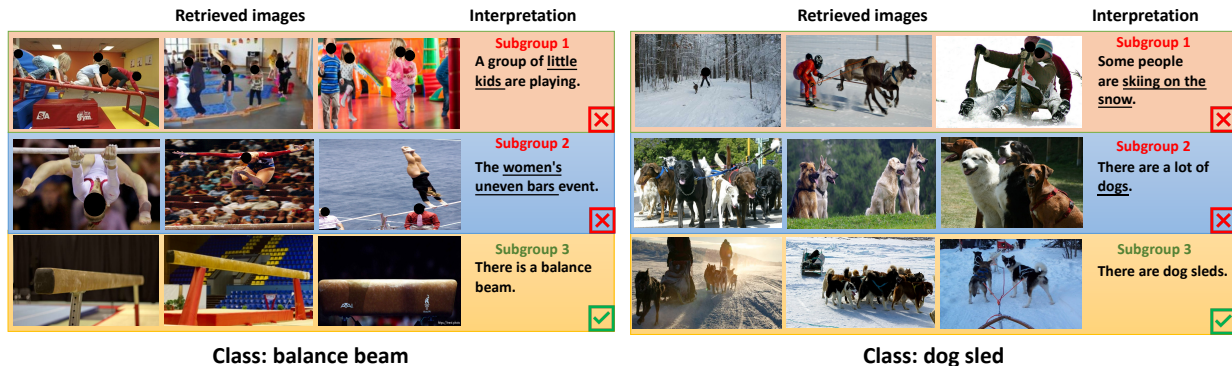 Retrieved images
Interpretation
Subgroup 1
A group of little
kids are playing.
Subgroup 2
The women's
uneven bars event.
Subgroup 3
There is a balance
beam.
Class: balance beam
Retrieved images
Interpretation
Subgroup 1
Some people
are skiing on the
snow.
Subgroup 2
There are a lot of
dogs.
Subgroup 3
There are dog sleds.
Class: dog sled